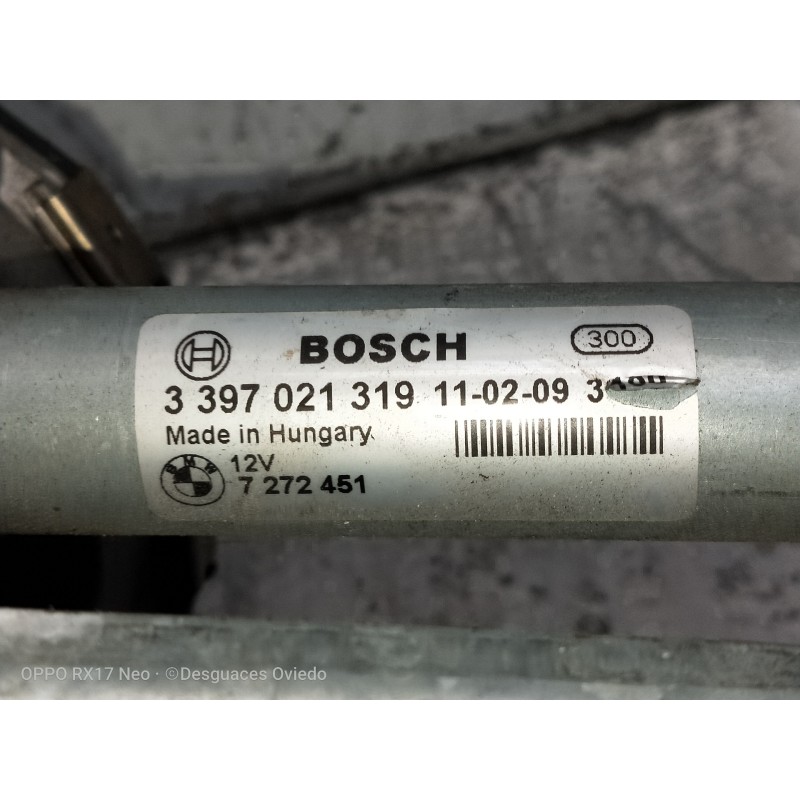 BOSCH 300
3 397 021 319 11-02-09
Made in Hungary
BMW 12V
7 272 451
OPPO RX17 Neo · ©Desguaces Oviedo